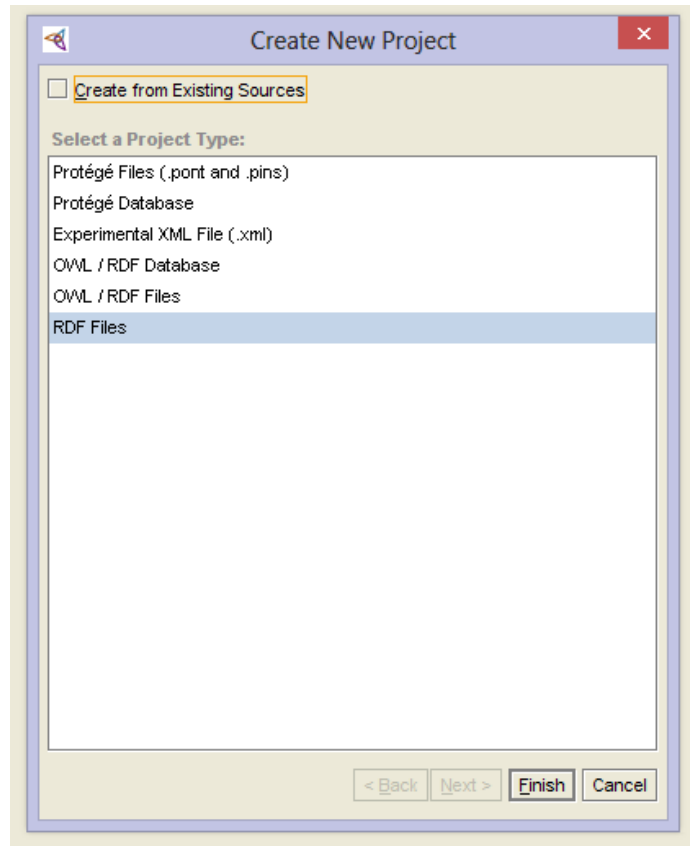 Create New Project
Create from Existing Sources
Select a Project Type:
Protégé Files (.pont and .pins)
Protégé Database
Experimental XML File (.xml)
OWL / RDF Database
OWL / RDF Files
RDF Files
< Back Next > Finish Cancel